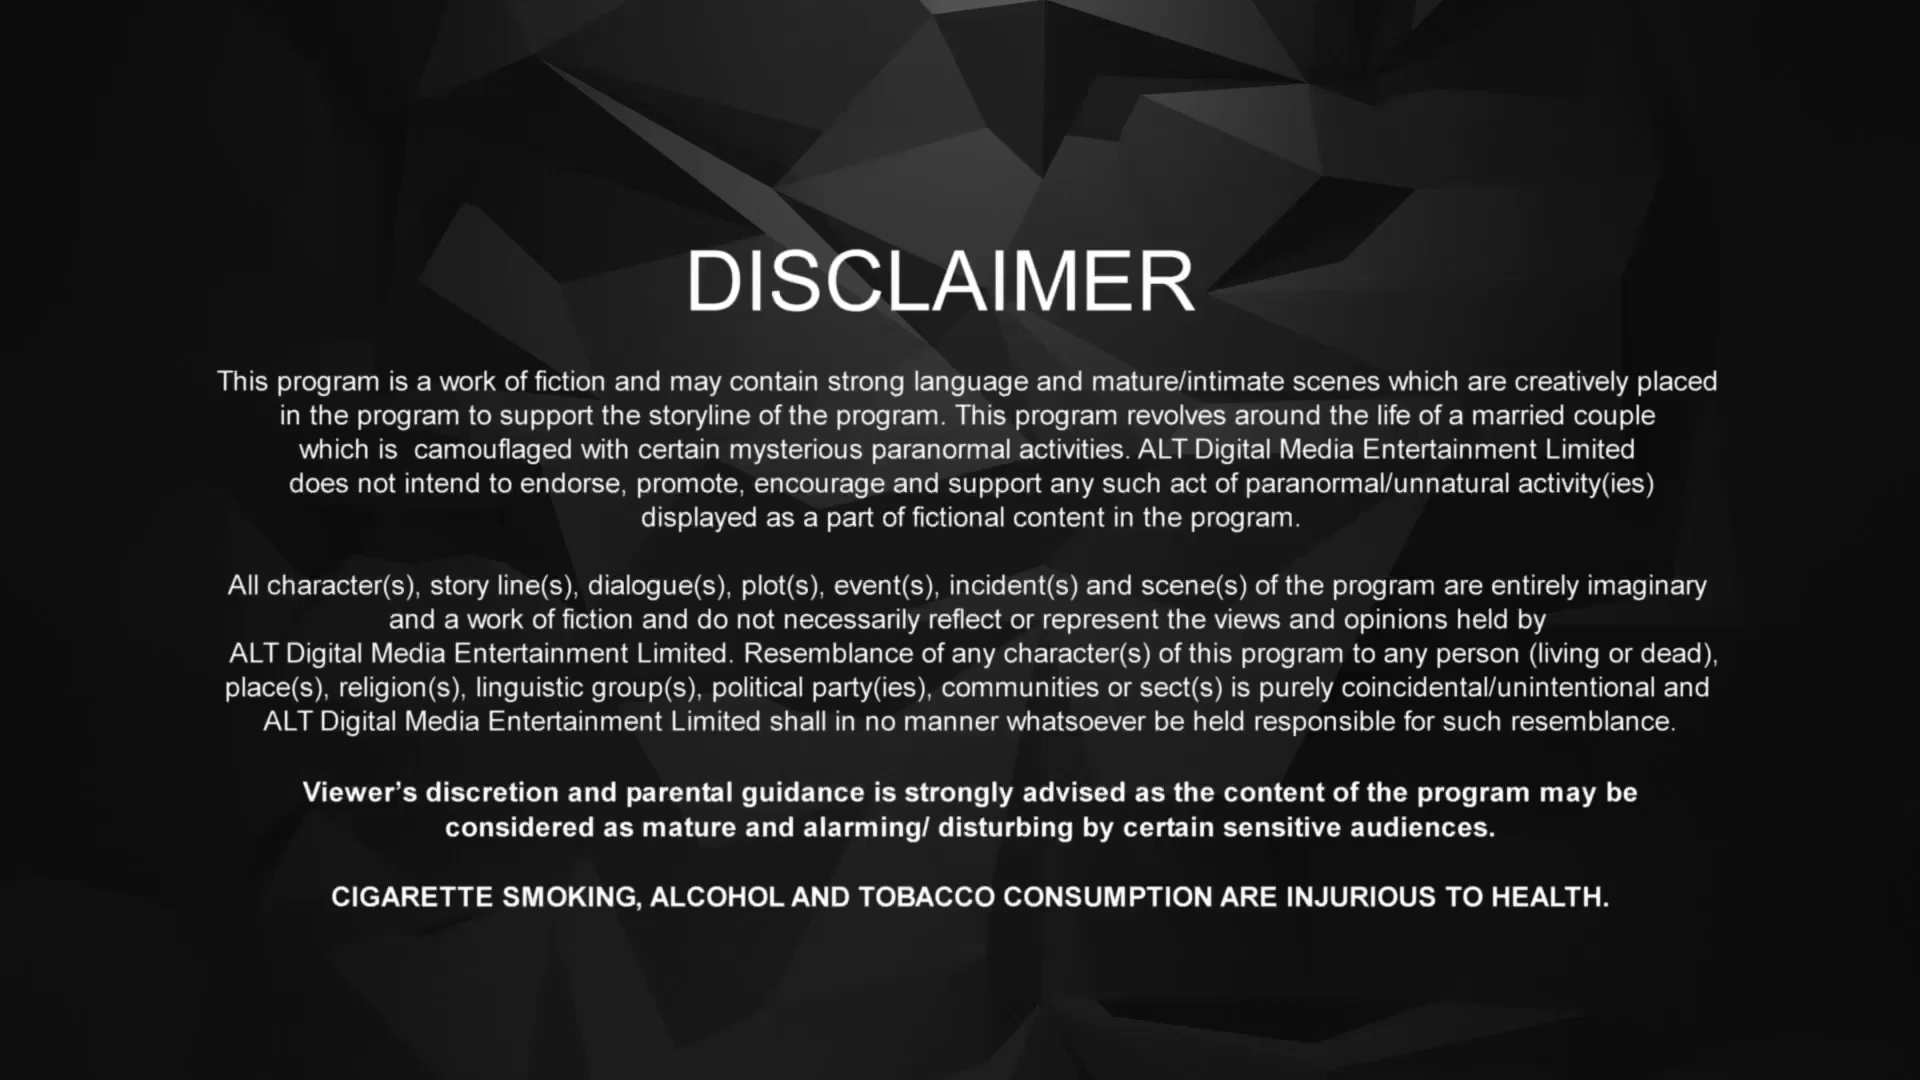 DISCLAIMER
This program is a work of fiction and may contain strong language and mature/intimate scenes which are creatively placed
in the program to support the storyline of the program. This program revolves around the life of a married couple
which is  camouflaged with certain mysterious paranormal activities. ALT Digital Media Entertainment Limited
does not intend to endorse, promote, encourage and support any such act of paranormal/unnatural activity(ies)
displayed as a part of fictional content in the program.
All character(s), story line(s), dialogue(s), plot(s), event(s), incident(s) and scene(s) of the program are entirely imaginary
and a work of fiction and do not necessarily reflect or represent the views and opinions held by
ALT Digital Media Entertainment Limited. Resemblance of any character(s) of this program to any person (living or dead),
place(s), religion(s), linguistic group(s), political party(ies), communities or sect(s) is purely coincidental/unintentional and
ALT Digital Media Entertainment Limited shall in no manner whatsoever be held responsible for such resemblance.
Viewer’s discretion and parental guidance is strongly advised as the content of the program may be
considered as mature and alarming/ disturbing by certain sensitive audiences.
CIGARETTE SMOKING, ALCOHOL AND TOBACCO CONSUMPTION ARE INJURIOUS TO HEALTH.